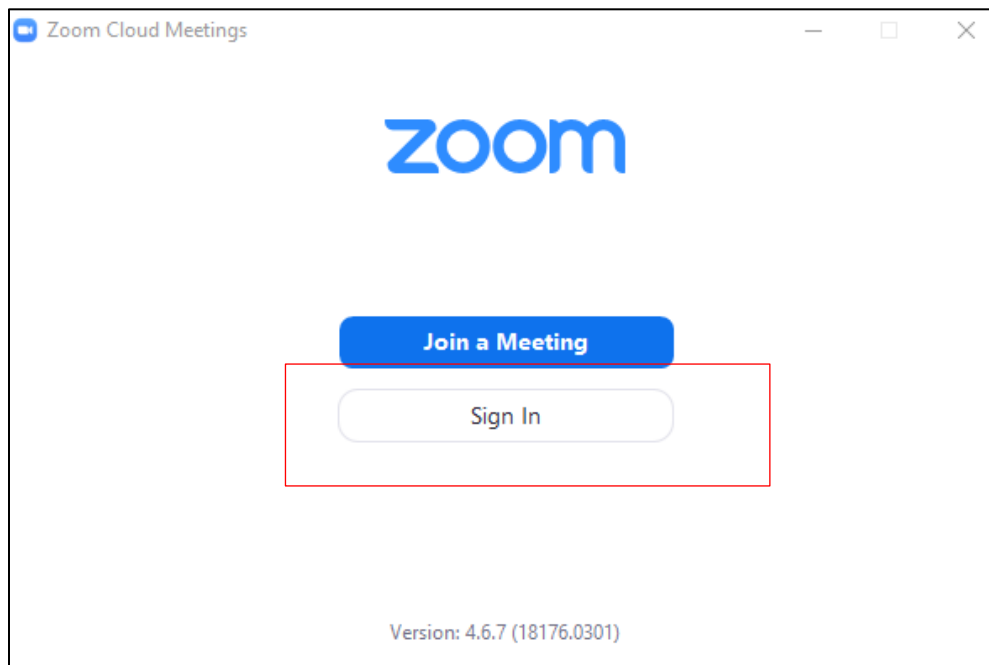 Zoom Cloud Meetings
zoom
Join a Meeting
Sign In
Version: 4.6.7 (18176.0301)